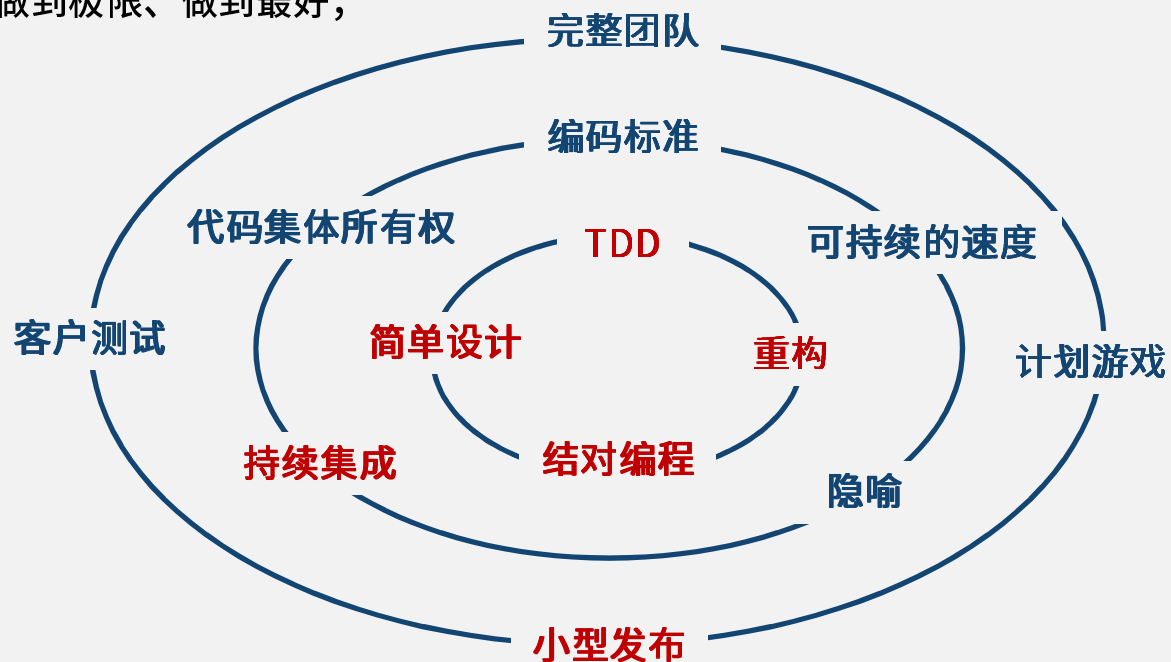 做到极限、做到最好；
完整团队
编码标准
代码集体所有权
TDD
可持续的速度
客户测试
简单设计
重构
计划游戏
持续集成
结对编程
隐喻
小型发布